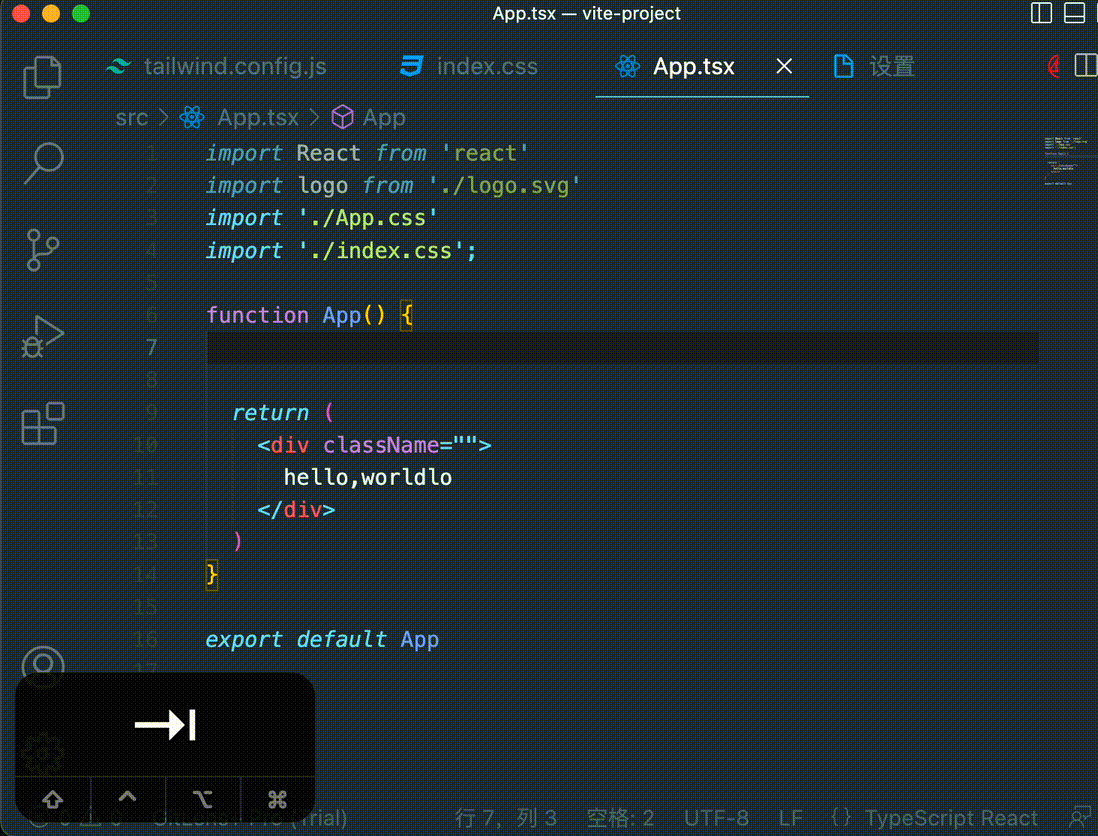 App.tsx — vite-project
tailwind.config.js index.css App.tsx 设置
src > App.tsx > App
1 import React from 'react'
2 import logo from './logo.svg'
3 import './App.css'
4 import './index.css';
5
6 function App() {
7
8
9 return (
10 <div className="">
11 hello,worldlo
12 </div>
13 )
14 }
15
16 export default App
17
行 7，列 3 空格: 2 UTF-8 LF {} TypeScript React